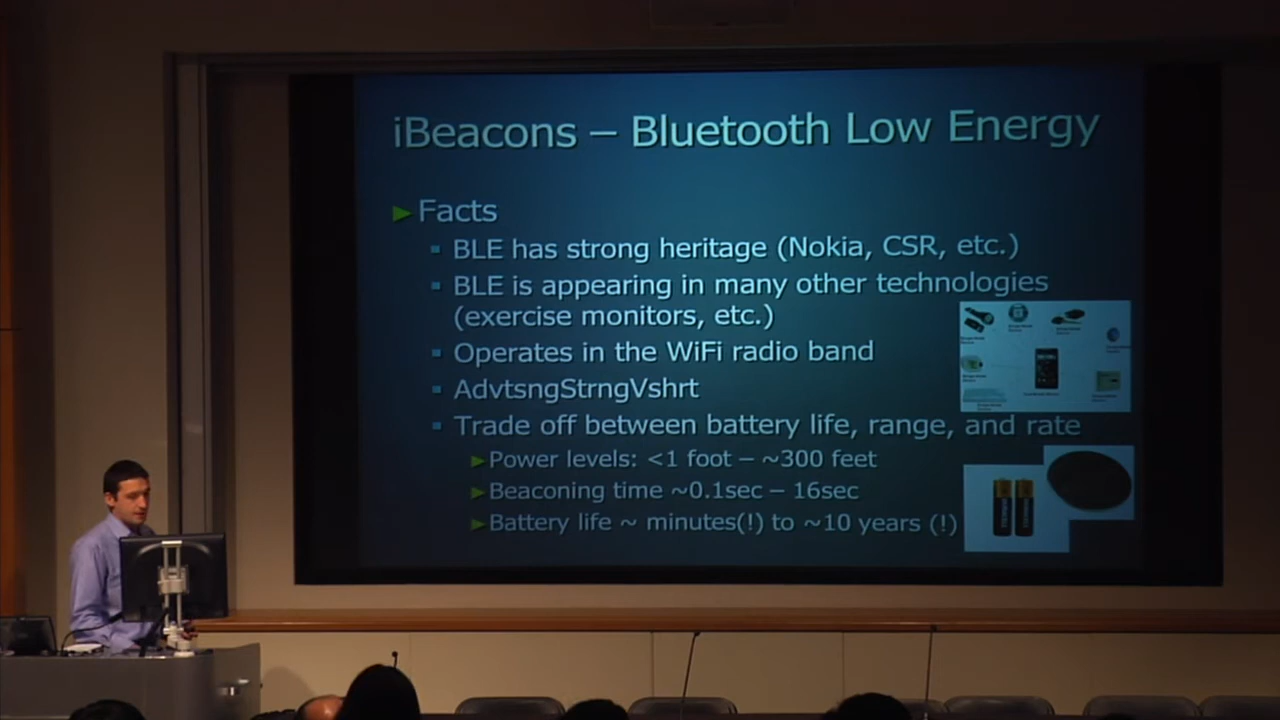 iBeacons – Bluetooth Low Energy
Facts
BLE has strong heritage (Nokia, CSR, etc.)
BLE is appearing in many other technologies
(exercise monitors, etc.)
Operates in the WiFi radio band
AdvtsngStrngVshrt
Trade off between battery life, range, and rate
Power levels: <1 foot – ~300 feet
Beaconing time ~0.1sec – 16sec
Battery life ~ minutes(!) to ~10 years (!)